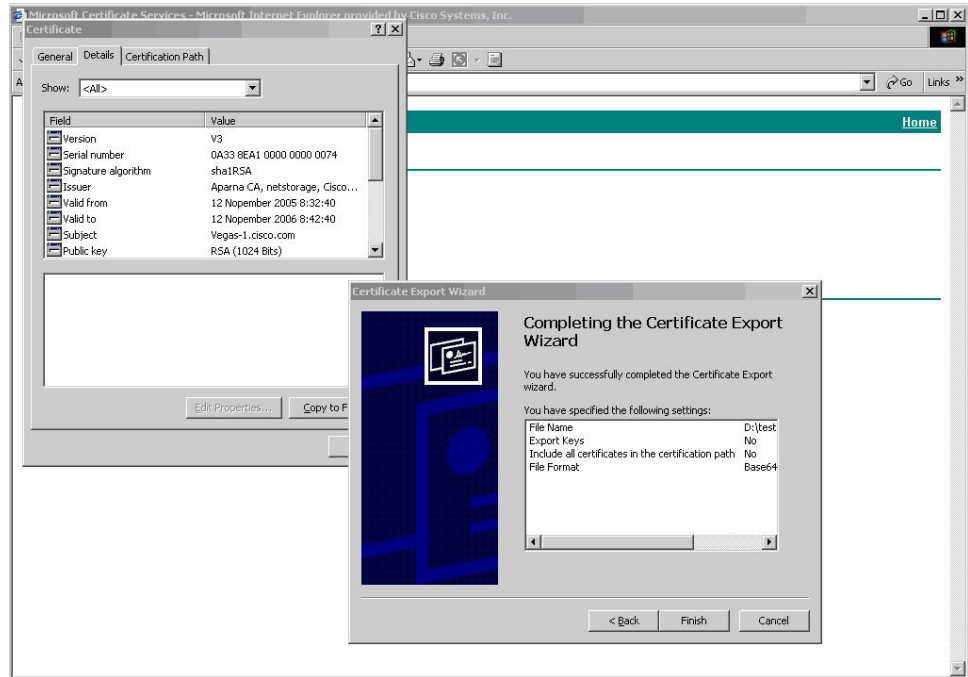 Microsoft Certificate Services - Microsoft Internet Explorer provided by Cisco Systems, Inc.
Certificate
General Details Certification Path
Go Links »
Show: <All>
Home
Field Value
Version V3
Serial number 0A33 8EA1 0000 0000 0074
Signature algorithm sha1RSA
Issuer Aparna CA, netstorage, Cisco...
Valid from 12 Nopember 2005 8:32:40
Valid to 12 Nopember 2006 8:42:40
Subject Vegas-1.cisco.com
Public key RSA (1024 Bits)
Edit Properties... Copy to F
Certificate Export Wizard
Completing the Certificate Export
Wizard
You have successfully completed the Certificate Export
wizard.
You have specified the following settings:
File Name D:\test
Export Keys No
Include all certificates in the certification path No
File Format Base64
< Back Finish Cancel